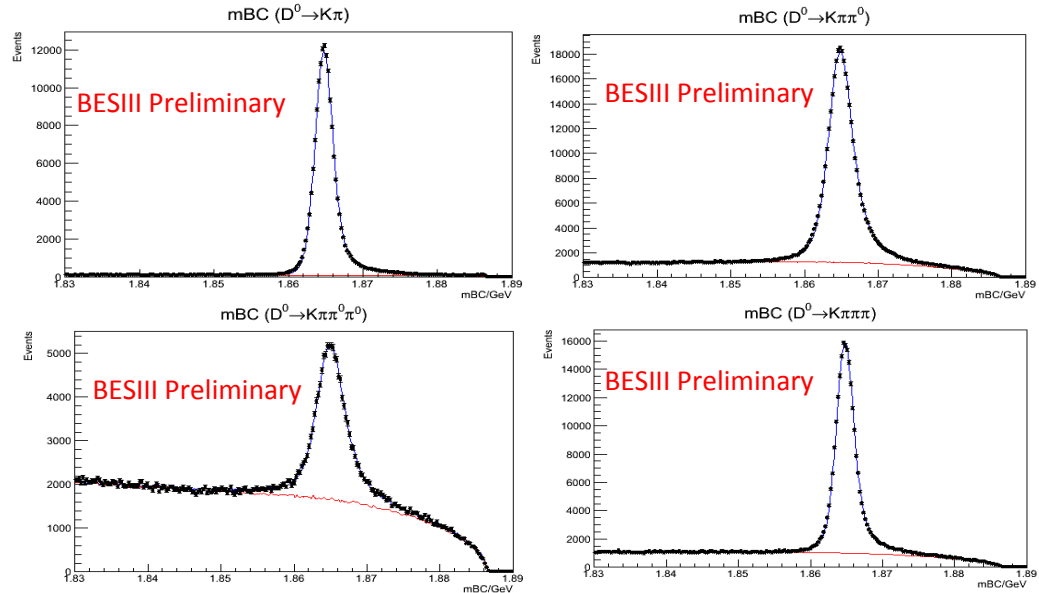 mBC (D⁰→Kπ)
Events
12000
10000
8000
6000
4000
2000
0
BESIII Preliminary
1.83 1.84 1.85 1.86 1.87 1.88 1.89
mBC/GeV
mBC (D⁰→Kππ⁰)
Events
18000
16000
14000
12000
10000
8000
6000
4000
2000
0
BESIII Preliminary
1.83 1.84 1.85 1.86 1.87 1.88 1.89
mBC/GeV
mBC (D⁰→Kππ⁰π⁰)
Events
5000
4000
3000
2000
1000
0
BESIII Preliminary
1.83 1.84 1.85 1.86 1.87 1.88 1.89
mBC/GeV
mBC (D⁰→Kπππ)
Events
16000
14000
12000
10000
8000
6000
4000
2000
0
BESIII Preliminary
1.83 1.84 1.85 1.86 1.87 1.88 1.89
mBC/GeV